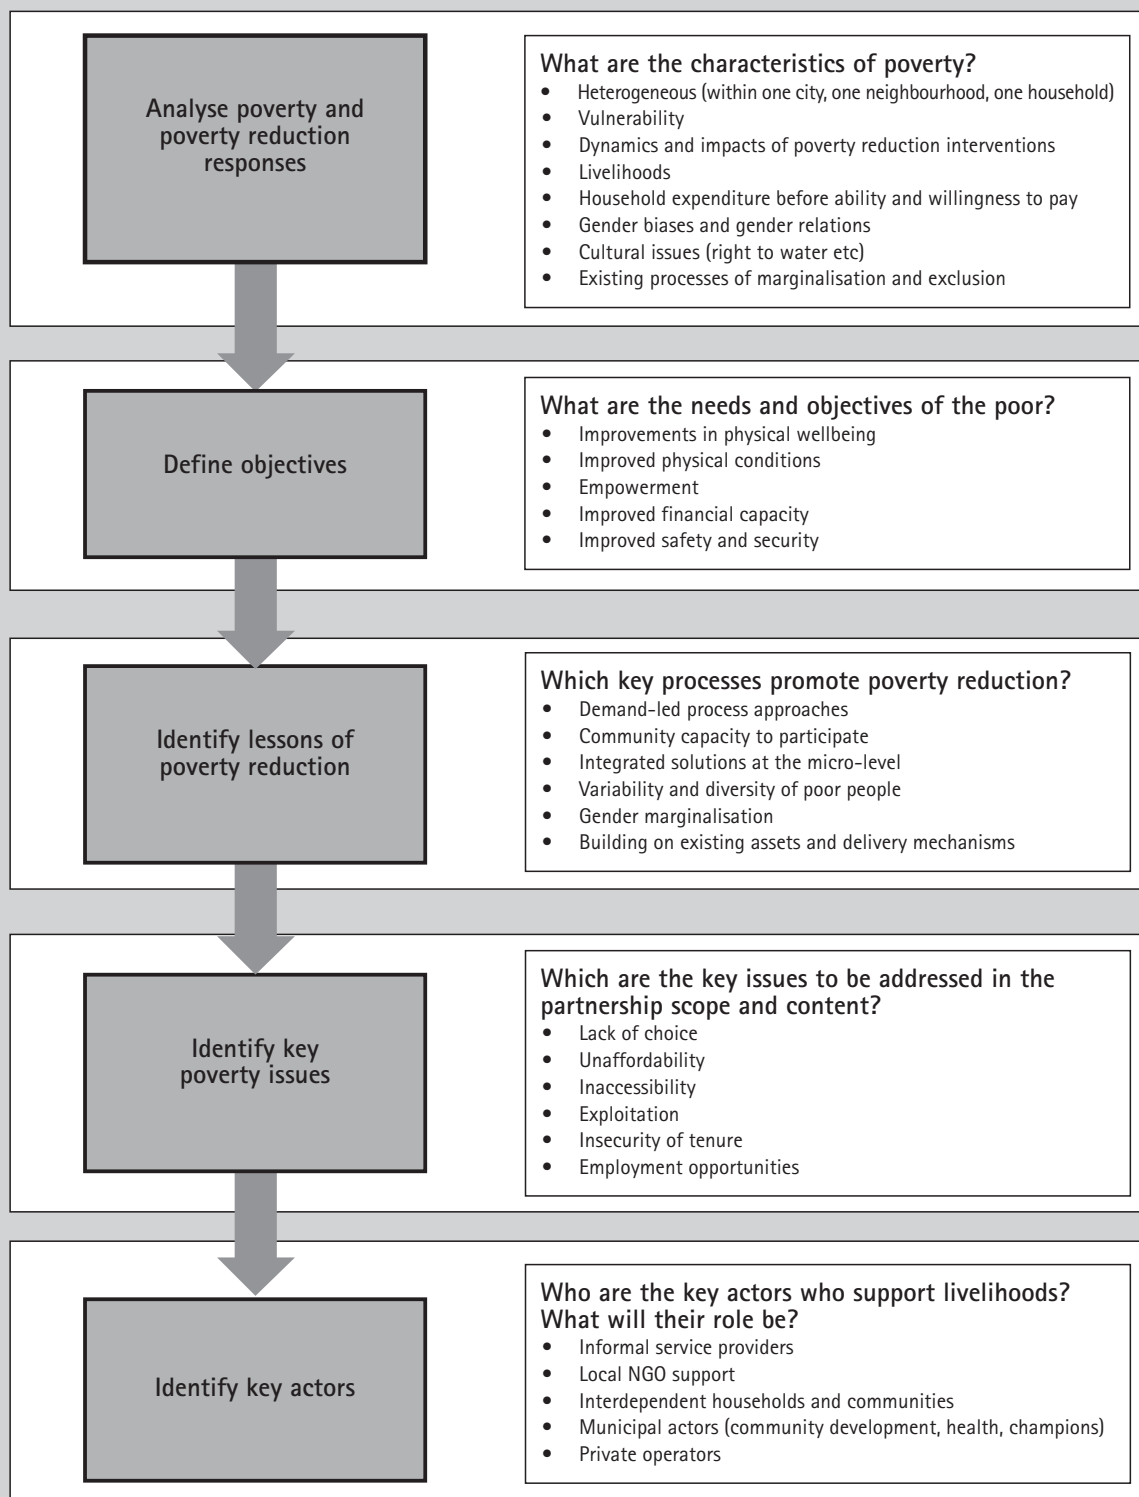 Analyse poverty and
poverty reduction
responses
What are the characteristics of poverty?
• Heterogeneous (within one city, one neighbourhood, one household)
• Vulnerability
• Dynamics and impacts of poverty reduction interventions
• Livelihoods
• Household expenditure before ability and willingness to pay
• Gender biases and gender relations
• Cultural issues (right to water etc)
• Existing processes of marginalisation and exclusion
Define objectives
What are the needs and objectives of the poor?
• Improvements in physical wellbeing
• Improved physical conditions
• Empowerment
• Improved financial capacity
• Improved safety and security
Identify lessons of
poverty reduction
Which key processes promote poverty reduction?
• Demand-led process approaches
• Community capacity to participate
• Integrated solutions at the micro-level
• Variability and diversity of poor people
• Gender marginalisation
• Building on existing assets and delivery mechanisms
Identify key
poverty issues
Which are the key issues to be addressed in the
partnership scope and content?
• Lack of choice
• Unaffordability
• Inaccessibility
• Exploitation
• Insecurity of tenure
• Employment opportunities
Identify key actors
Who are the key actors who support livelihoods?
What will their role be?
• Informal service providers
• Local NGO support
• Interdependent households and communities
• Municipal actors (community development, health, champions)
• Private operators